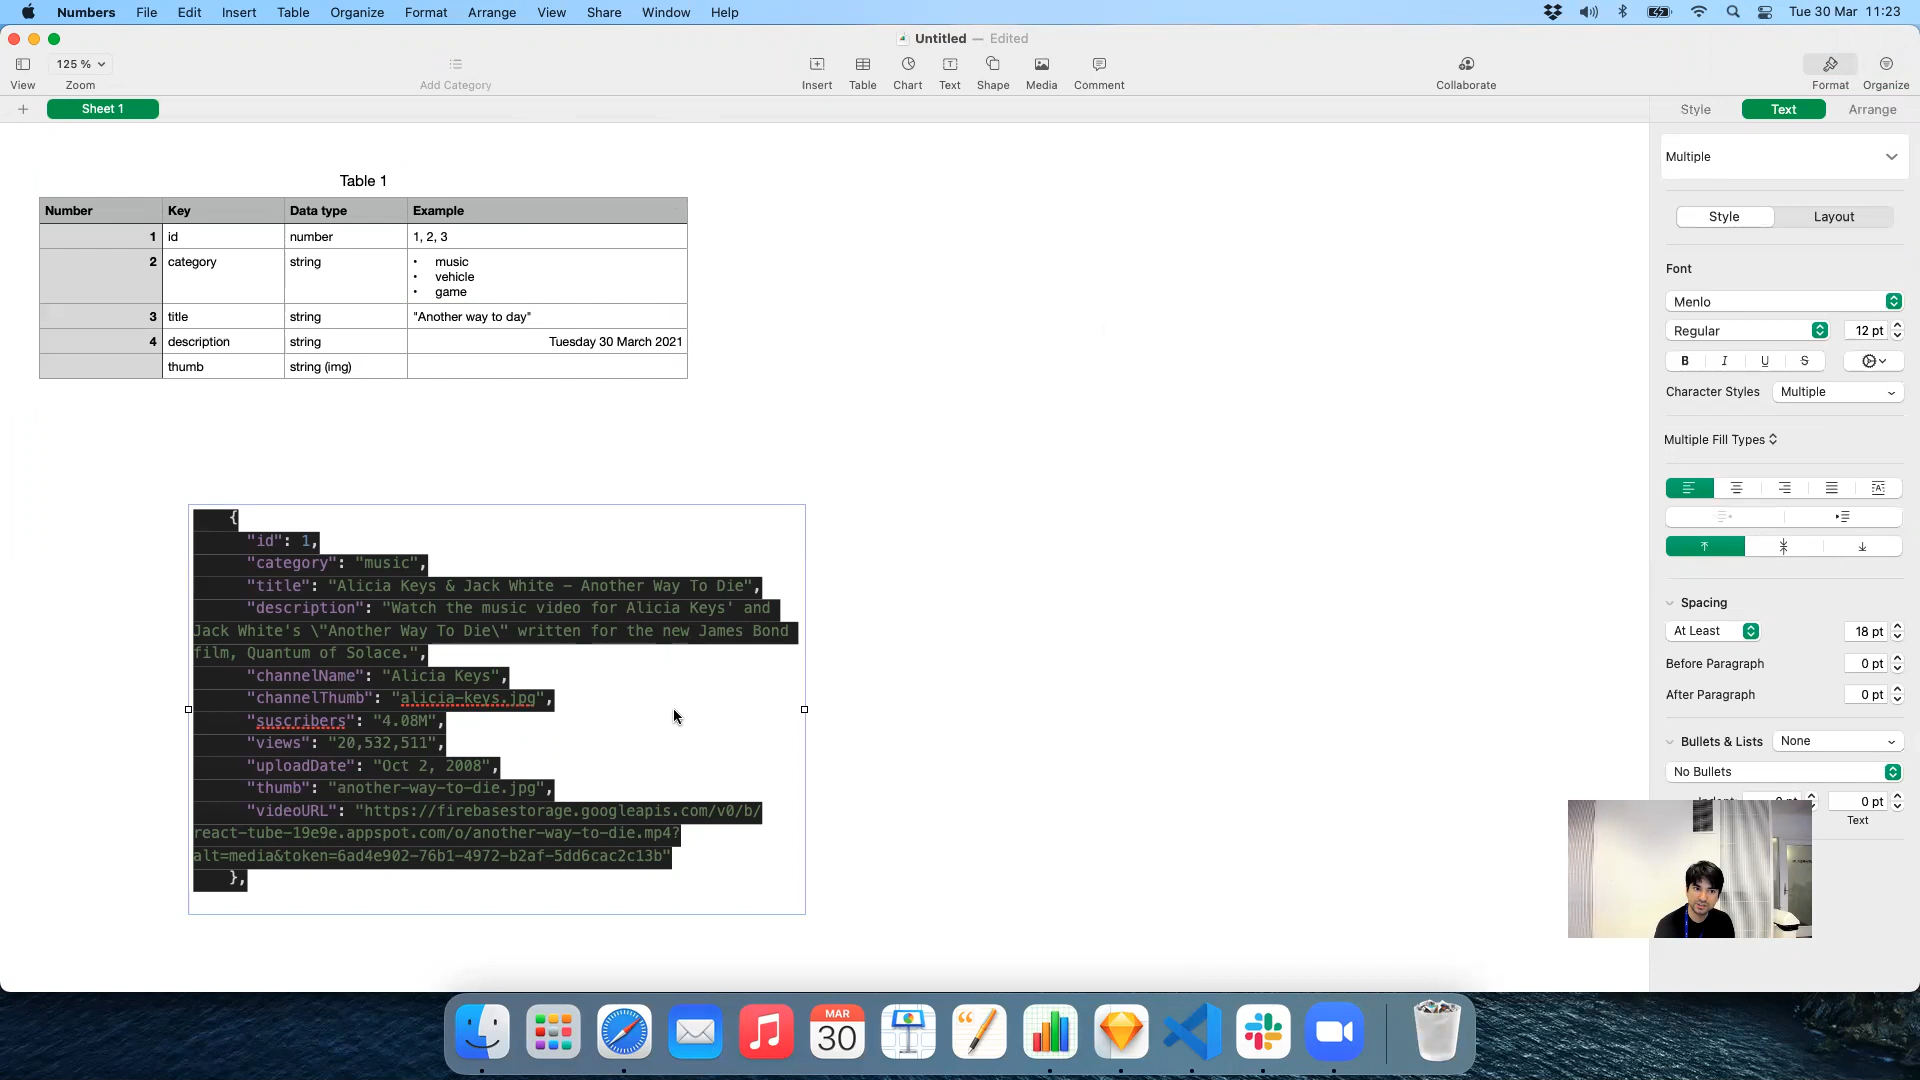 Numbers File Edit Insert Table Organize Format Arrange View Share Window Help Tue 30 Mar 11:23
Untitled — Edited
125 %
View Zoom Add Category Insert Table Chart Text Shape Media Comment Collaborate Format Organize
Sheet 1
Style Text Arrange
Multiple
Style Layout
Font
Menlo
Regular 12 pt
B I U S
Character Styles Multiple
Multiple Fill Types
Spacing
At Least 18 pt
Before Paragraph 0 pt
After Paragraph 0 pt
Bullets & Lists None
No Bullets
0 pt
Text
Table 1
Number Key Data type Example
1 id number 1, 2, 3
2 category string • music
• vehicle
• game
3 title string "Another way to day"
4 description string Tuesday 30 March 2021
thumb string (img)
{
"id": 1,
"category": "music",
"title": "Alicia Keys & Jack White – Another Way To Die",
"description": "Watch the music video for Alicia Keys' and
Jack White's \"Another Way To Die\" written for the new James Bond
film, Quantum of Solace.",
"channelName": "Alicia Keys",
"channelThumb": "alicia-keys.jpg",
"suscribers": "4.08M",
"views": "20,532,511",
"uploadDate": "Oct 2, 2008",
"thumb": "another-way-to-die.jpg",
"videoURL": "https://firebasestorage.googleapis.com/v0/b/
react-tube-19e9e.appspot.com/o/another-way-to-die.mp4?
alt=media&token=6ad4e902-76b1-4972-b2af-5dd6cac2c13b"
},
MAR
30